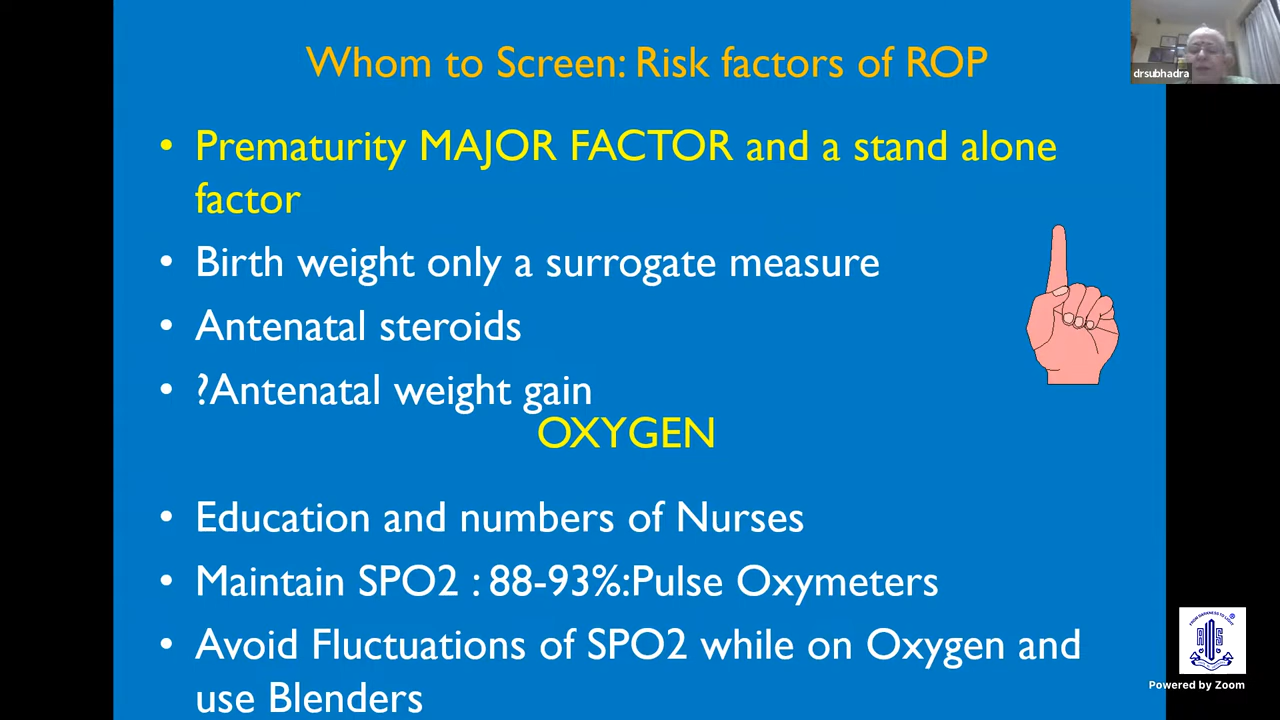 Whom to Screen: Risk factors of ROP
drsubhadra
• Prematurity MAJOR FACTOR and a stand alone
factor
• Birth weight only a surrogate measure
• Antenatal steroids
• ?Antenatal weight gain
OXYGEN
• Education and numbers of Nurses
• Maintain SPO2 : 88-93%:Pulse Oxymeters
• Avoid Fluctuations of SPO2 while on Oxygen and
use Blenders
Powered by Zoom